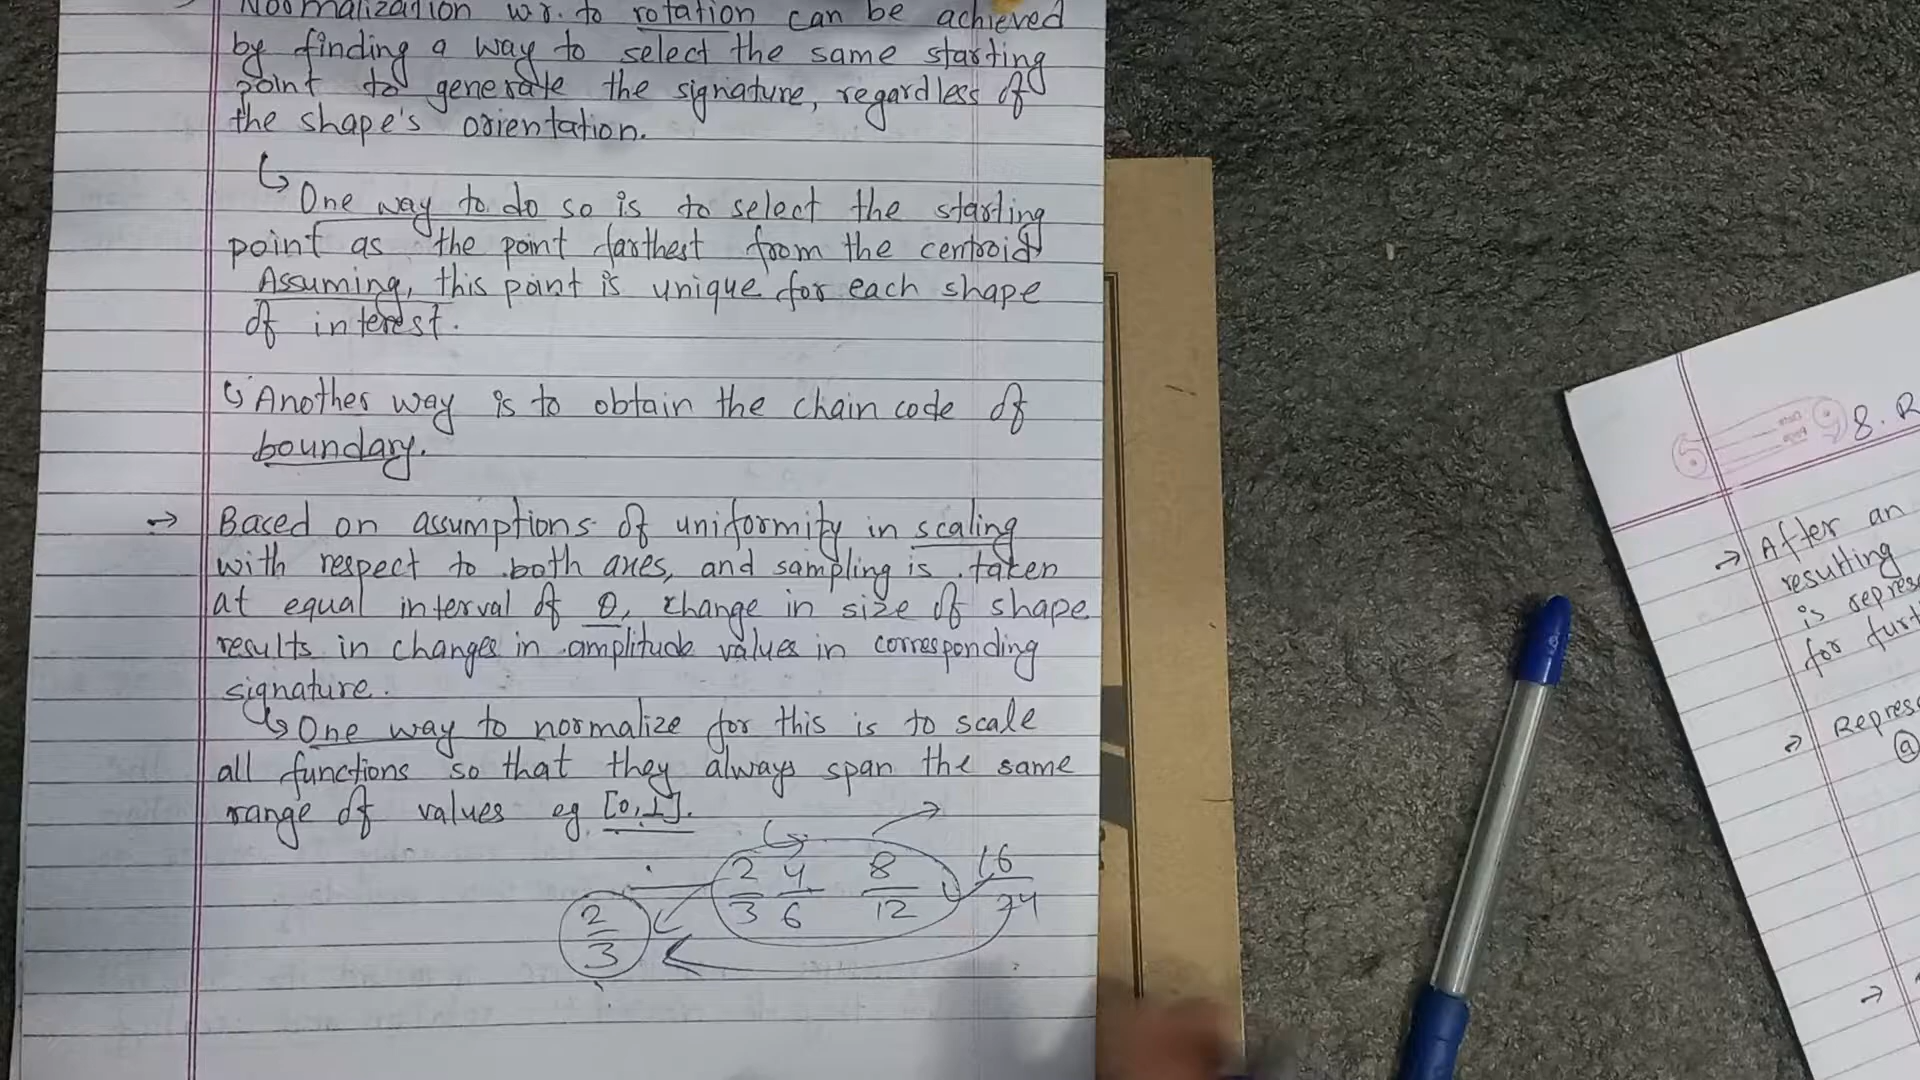 Normalization w.r. to rotation can be achieved
by finding a way to select the same starting
point to generate the signature, regardless of
the shape's orientation.
↳ One way to do so is to select the starting
point as the point farthest from the centroid
Assuming, this point is unique for each shape
of interest.
↳ Another way is to obtain the chain code of
boundary.
→ Based on assumptions of uniformity in scaling
with respect to both axes, and sampling is taken
at equal interval of θ, change in size of shape
results in changes in amplitude values in corresponding
signature.
↳ One way to normalize for this is to scale
all functions so that they always span the same
range of values eg. [0,1].
2/3 4/6 8/12 16/24
2/3
8. R
→ After an
resulting
is represe
for furt
→ Represe
@